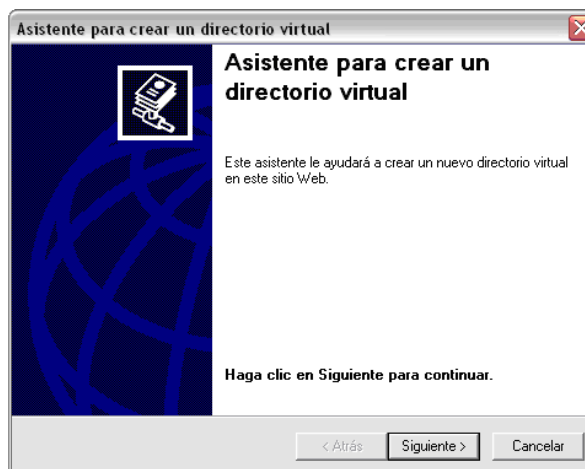 Asistente para crear un directorio virtual
Asistente para crear un
directorio virtual
Este asistente le ayudará a crear un nuevo directorio virtual
en este sitio Web.
Haga clic en Siguiente para continuar.
< Atrás Siguiente > Cancelar